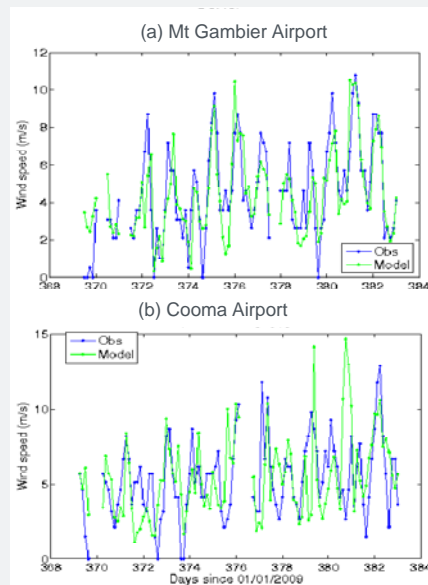 (a) Mt Gambier Airport
12
10
8
6
4
2
0
Wind speed (m/s)
Obs
Model
368 370 372 374 376 378 380 382 384
(b) Cooma Airport
15
10
5
0
Wind speed (m/s)
Obs
Model
368 370 372 374 376 378 380 382 384
Days since 01/01/2009